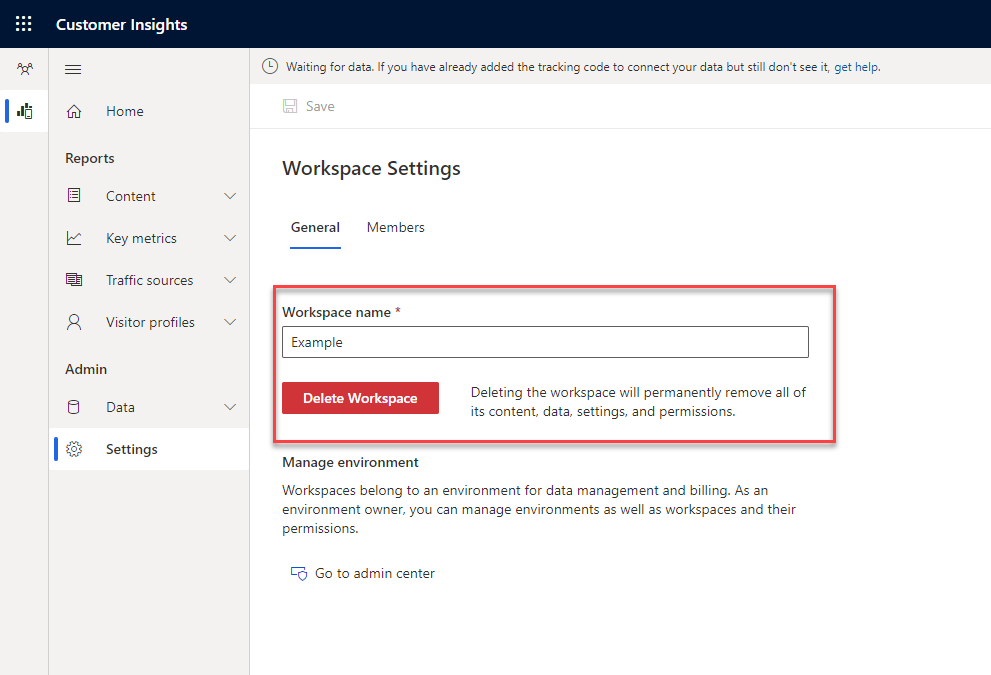 Customer Insights
Waiting for data. If you have already added the tracking code to connect your data but still don't see it, get help.
Save
Home
Reports
Content
Key metrics
Traffic sources
Visitor profiles
Admin
Data
Settings
Workspace Settings
General Members
Workspace name *
Example
Delete Workspace
Deleting the workspace will permanently remove all of
its content, data, settings, and permissions.
Manage environment
Workspaces belong to an environment for data management and billing. As an
environment owner, you can manage environments as well as workspaces and their
permissions.
Go to admin center